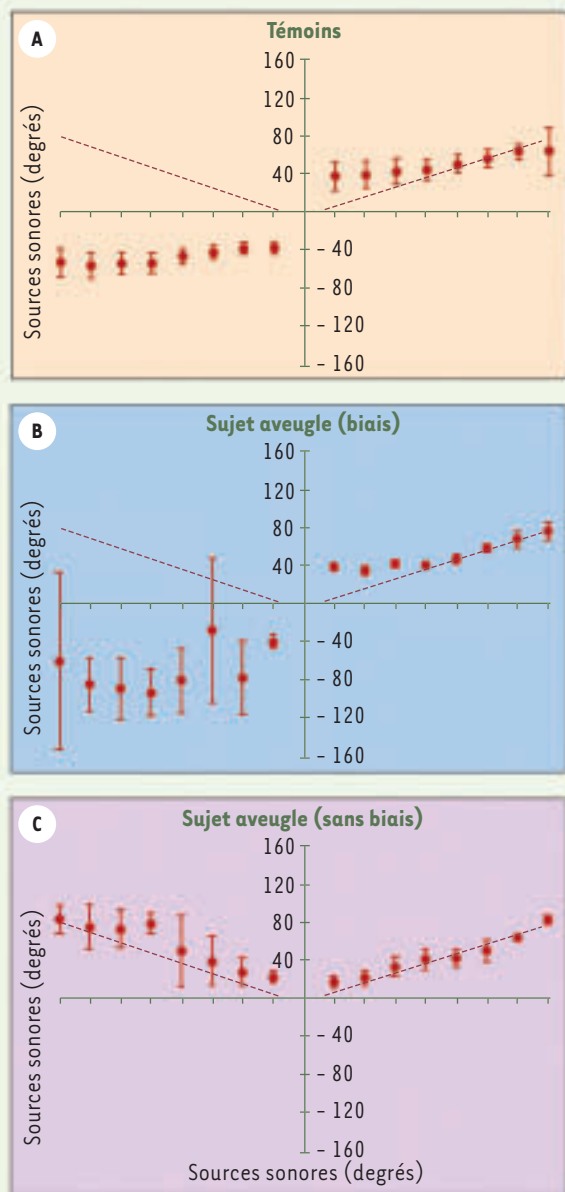 A
Témoins
Sources sonores (degrés)
160
120
80
40
– 40
– 80
– 120
– 160
B
Sujet aveugle (biais)
Sources sonores (degrés)
160
120
80
40
– 40
– 80
– 120
– 160
C
Sujet aveugle (sans biais)
Sources sonores (degrés)
160
120
80
40
– 40
– 80
– 120
– 160
Sources sonores (degrés)